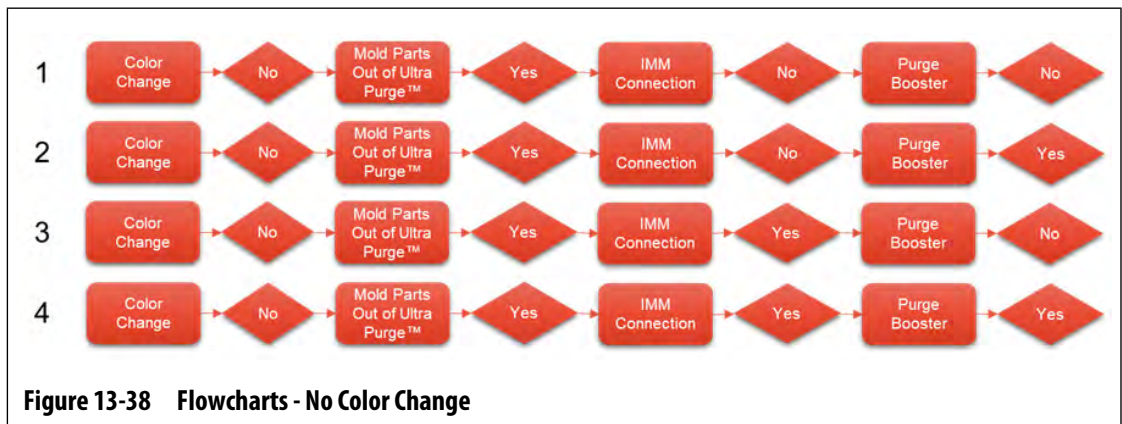 1
Color
Change
No
Mold Parts
Out of Ultra
Purge™
Yes
IMM
Connection
No
Purge
Booster
No
2
Color
Change
No
Mold Parts
Out of Ultra
Purge™
Yes
IMM
Connection
No
Purge
Booster
Yes
3
Color
Change
No
Mold Parts
Out of Ultra
Purge™
Yes
IMM
Connection
Yes
Purge
Booster
No
4
Color
Change
No
Mold Parts
Out of Ultra
Purge™
Yes
IMM
Connection
Yes
Purge
Booster
Yes
Figure 13-38 Flowcharts - No Color Change